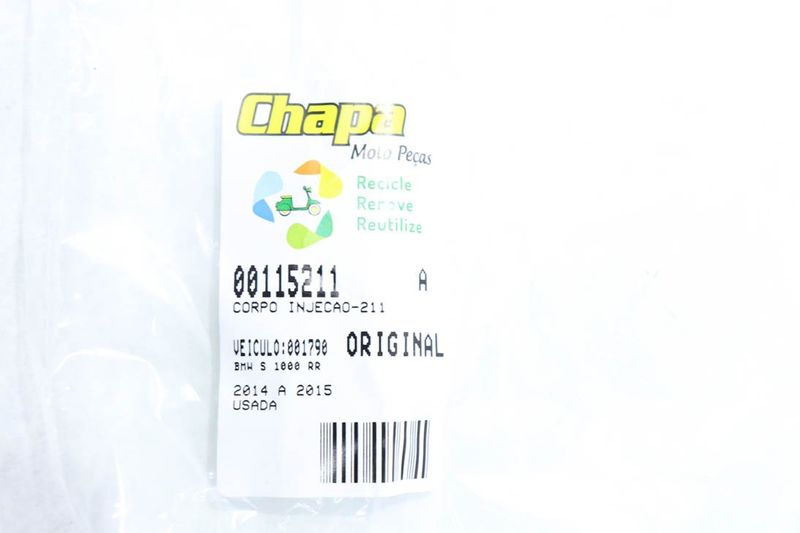 Chapa
Moto Peças
Recicle
Renove
Reutilize
00115211 A
CORPO INJECAO-211
VEICULO:001790 ORIGINAL
BMW S 1000 RR
2014 A 2015
USADA